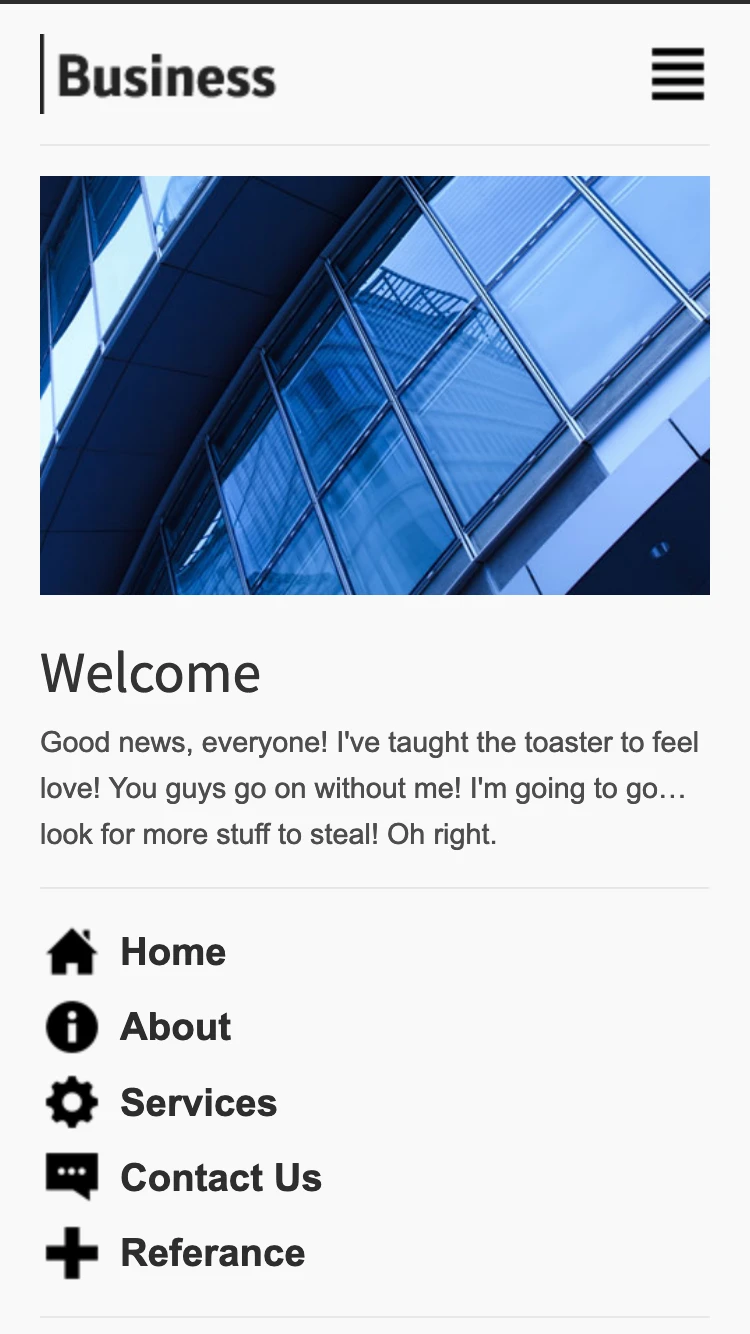 Business
Welcome
Good news, everyone! I've taught the toaster to feel
love! You guys go on without me! I'm going to go…
look for more stuff to steal! Oh right.
Home
About
Services
Contact Us
Referance